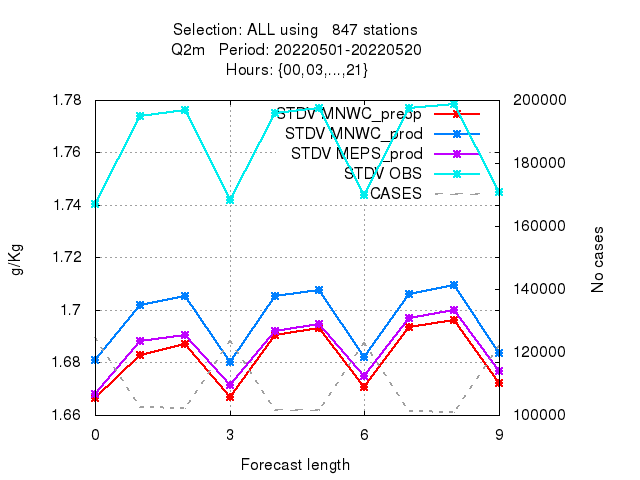 Selection: ALL using 847 stations
Q2m Period: 20220501-20220520
Hours: {00,03,...,21}
1.78
1.76
1.74
1.72
1.7
1.68
1.66
g/Kg
STDV MNWC_preop
STDV MNWC_prod
STDV MEPS_prod
STDV OBS
CASES
200000
180000
160000
140000
120000
100000
No cases
0 3 6 9
Forecast length